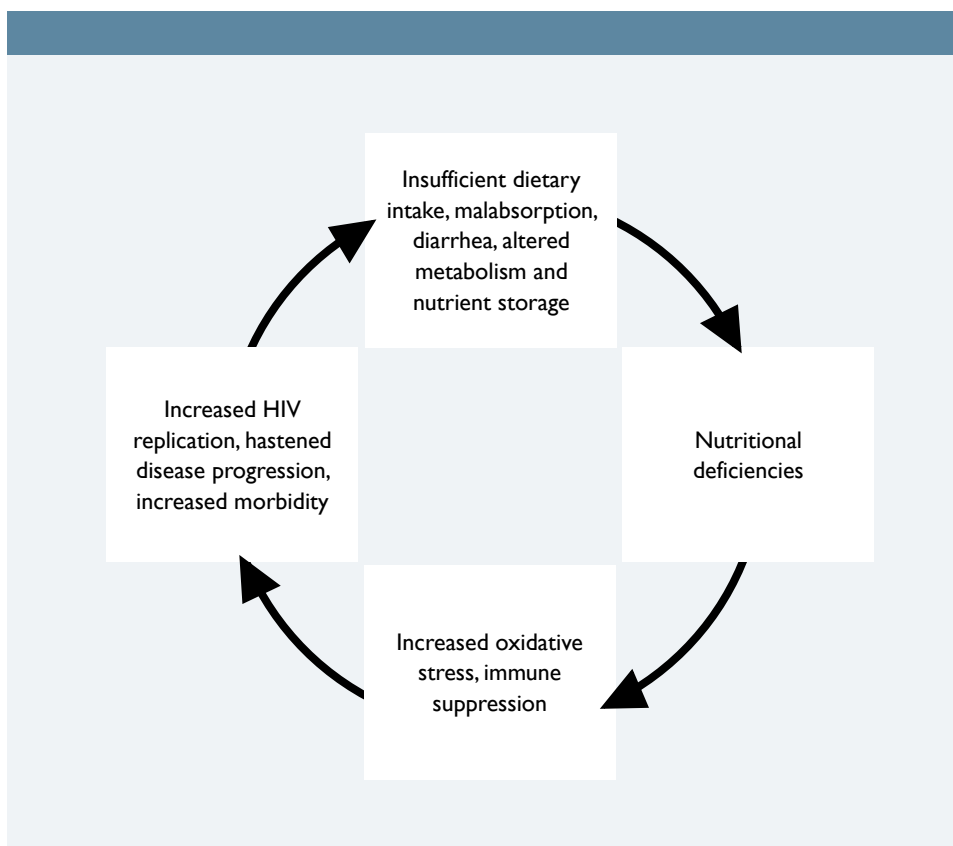 Insufficient dietary
intake, malabsorption,
diarrhea, altered
metabolism and
nutrient storage
Nutritional
deficiencies
Increased oxidative
stress, immune
suppression
Increased HIV
replication, hastened
disease progression,
increased morbidity